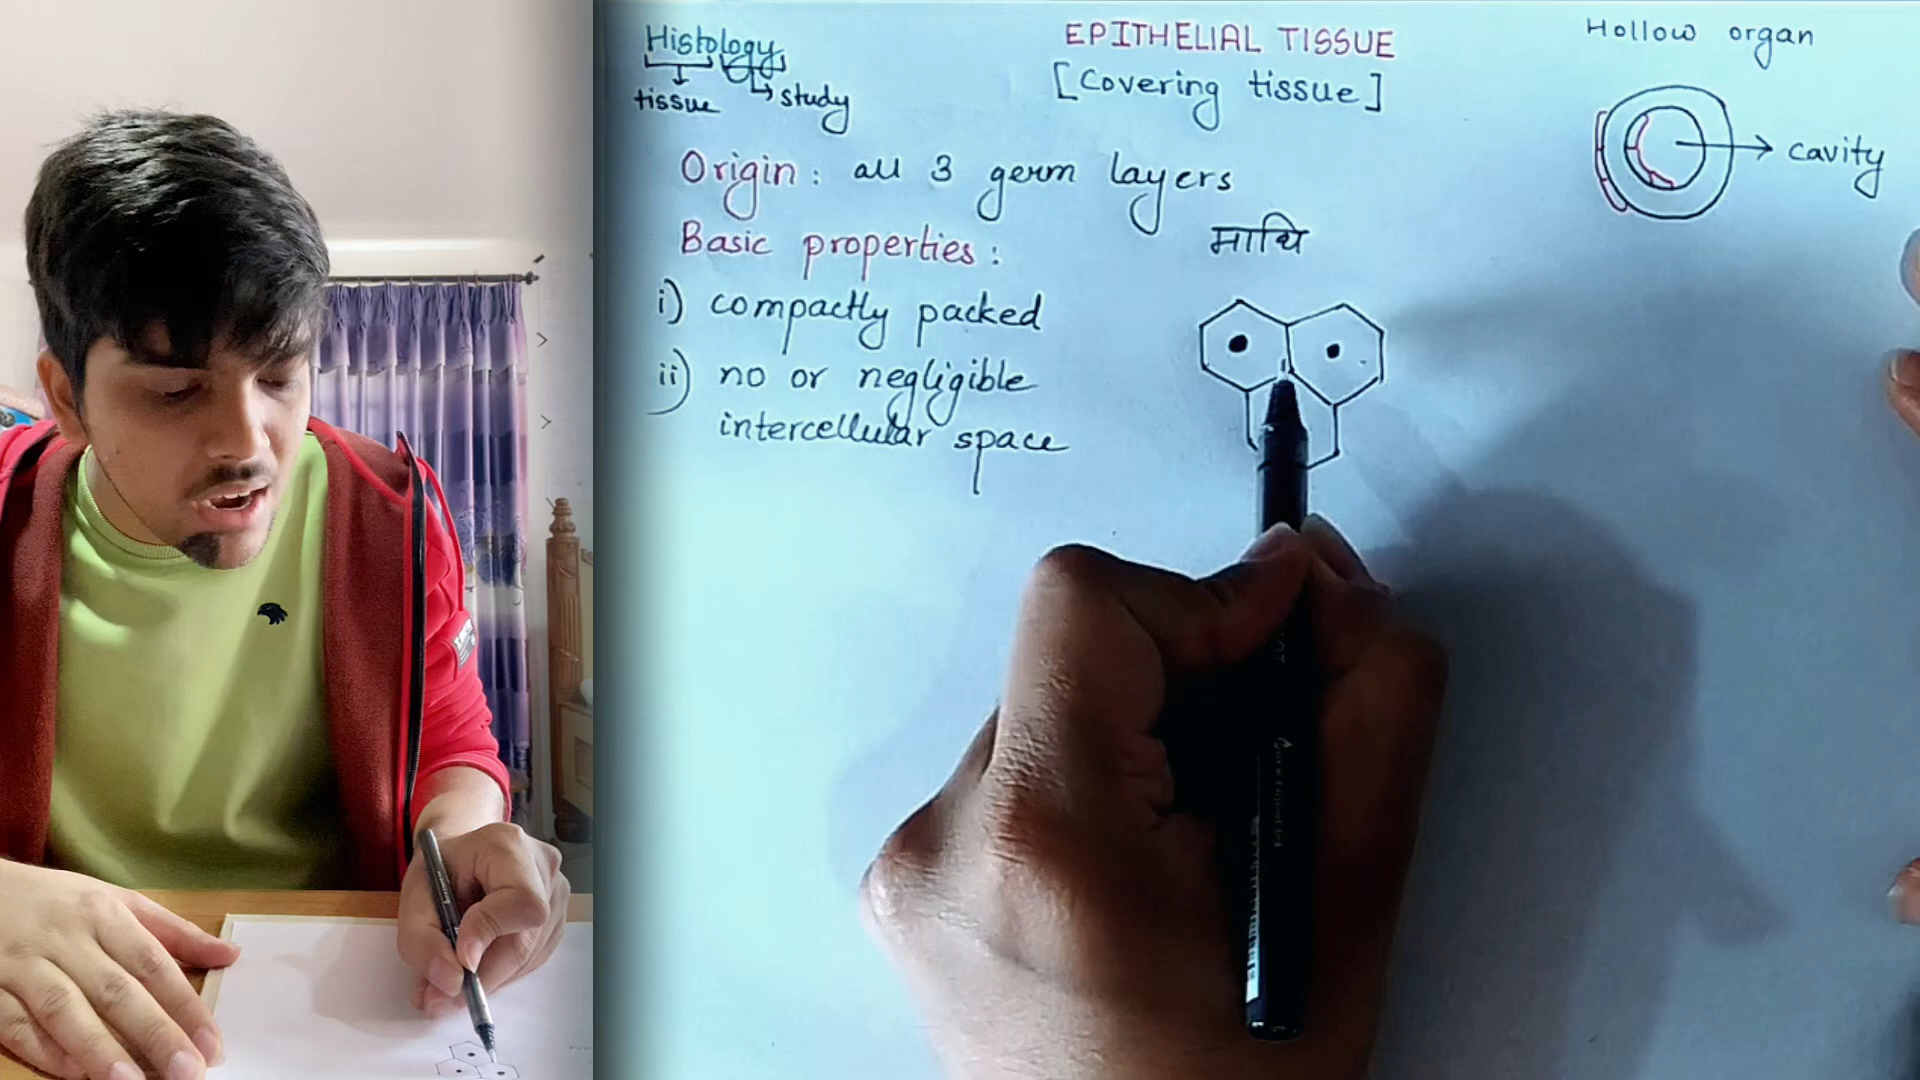 Histology
tissue
study
EPITHELIAL TISSUE
[Covering tissue]
Hollow organ
cavity
Origin : all 3 germ layers
Basic properties :
माथि
i) compactly packed
ii) no or negligible
intercellular space